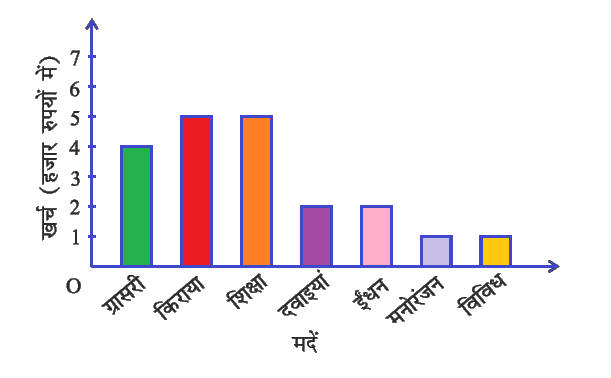 खर्च (हजार रुपयों में)
7
6
5
4
3
2
1
O
ग्रासरी
किराया
शिक्षा
दवाइयां
ईंधन
मनोरंजन
विविध
मदें